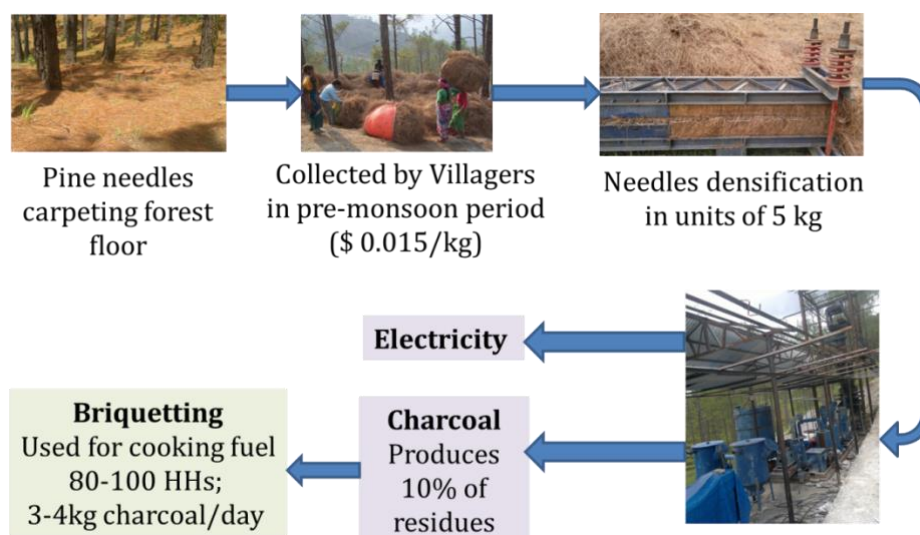 Pine needles
carpeting forest
floor
Collected by Villagers
in pre-monsoon period
($ 0.015/kg)
Needles densification
in units of 5 kg
Electricity
Charcoal
Produces
10% of
residues
Briquetting
Used for cooking fuel
80-100 HHs;
3-4kg charcoal/day